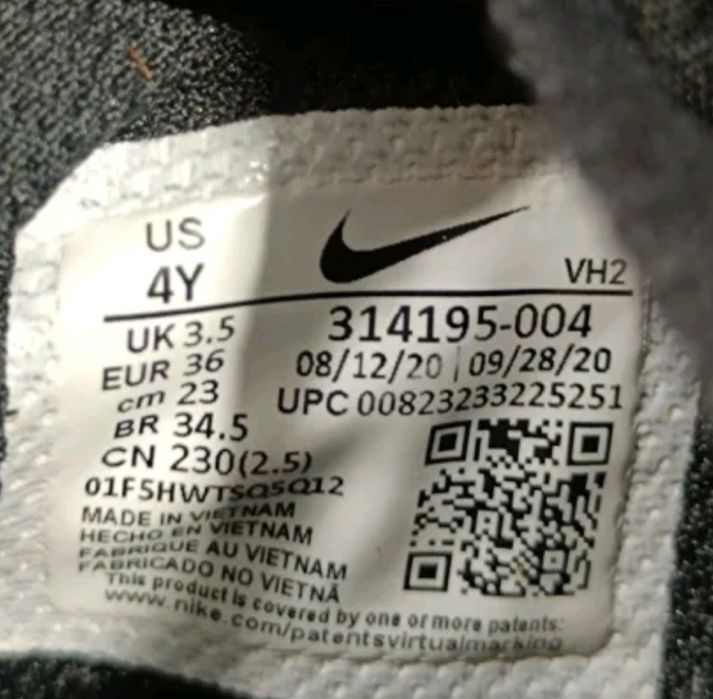 US
4Y
VH2
UK 3.5
314195-004
EUR 36
08/12/20 | 09/28/20
cm 23
UPC 00823233225251
BR 34.5
CN 230(2.5)
01F5HWTSQ5Q12
MADE IN VIETNAM
HECHO EN VIETNAM
FABRIQUE AU VIETNAM
FABRICADO NO VIETNÃ
This product is covered by one or more patents:
www.nike.com/patentsvirtualmarking